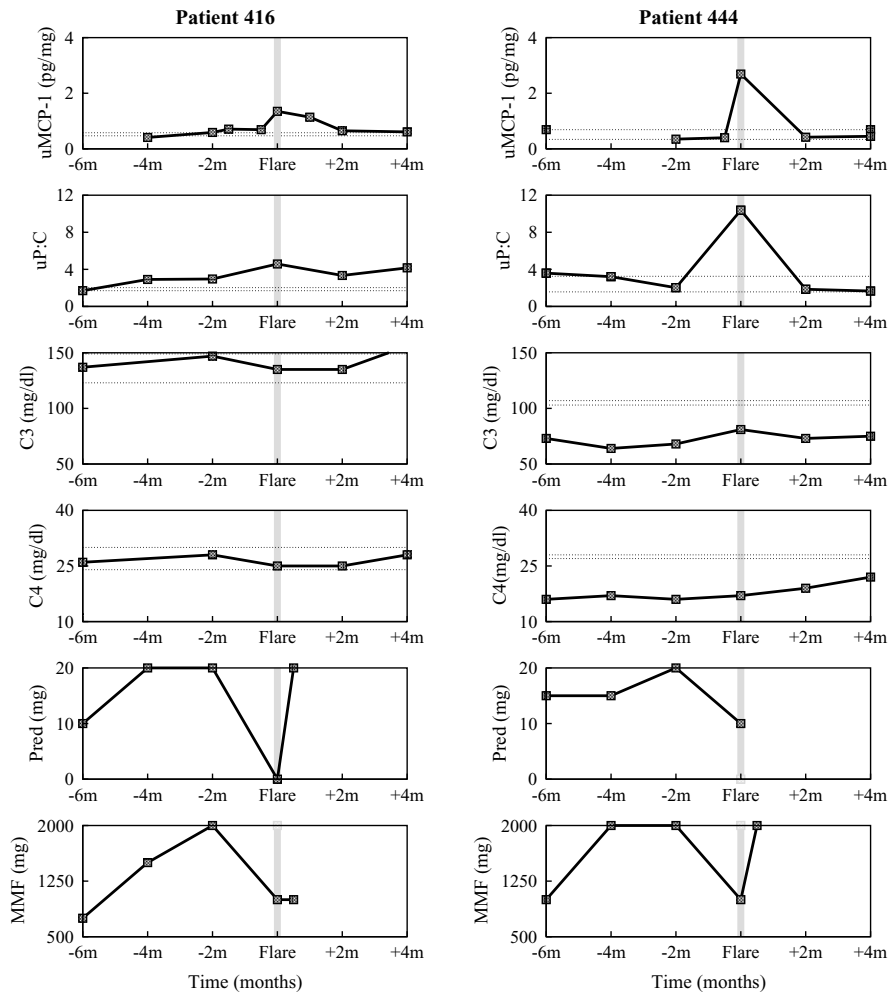 Patient 416
uMCP-1 (pg/mg)
4
2
0
-6m -4m -2m Flare +2m +4m
uP:C
12
8
4
0
-6m -4m -2m Flare +2m +4m
C3 (mg/dl)
150
100
50
-6m -4m -2m Flare +2m +4m
C4 (mg/dl)
40
25
10
-6m -4m -2m Flare +2m +4m
Pred (mg)
20
10
0
-6m -4m -2m Flare +2m +4m
MMF (mg)
2000
1250
500
-6m -4m -2m Flare +2m +4m
Time (months)
Patient 444
uMCP-1 (pg/mg)
4
2
0
-6m -4m -2m Flare +2m +4m
uP:C
12
8
4
0
-6m -4m -2m Flare +2m +4m
C3 (mg/dl)
150
100
50
-6m -4m -2m Flare +2m +4m
C4(mg/dl)
40
25
10
-6m -4m -2m Flare +2m +4m
Pred (mg)
20
10
0
-6m -4m -2m Flare +2m +4m
MMF (mg)
2000
1250
500
-6m -4m -2m Flare +2m +4m
Time (months)